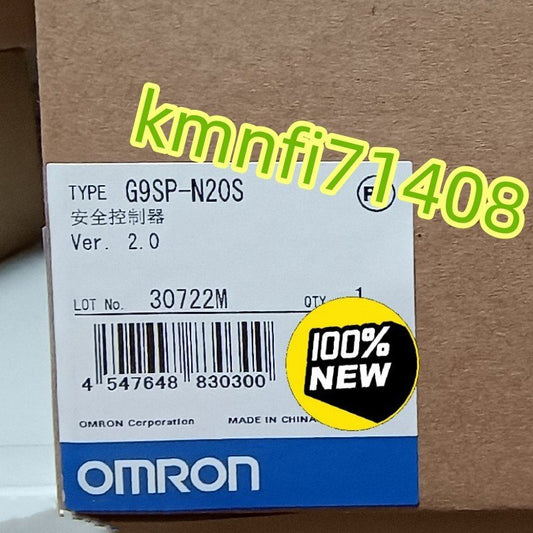 kmnfi71408
TYPE G9SP-N20S
安全控制器
Ver. 2.0
LOT No. 30722M QTY 1
4 547648 830300
100%
NEW
OMRON Corporation MADE IN CHINA
OMRON